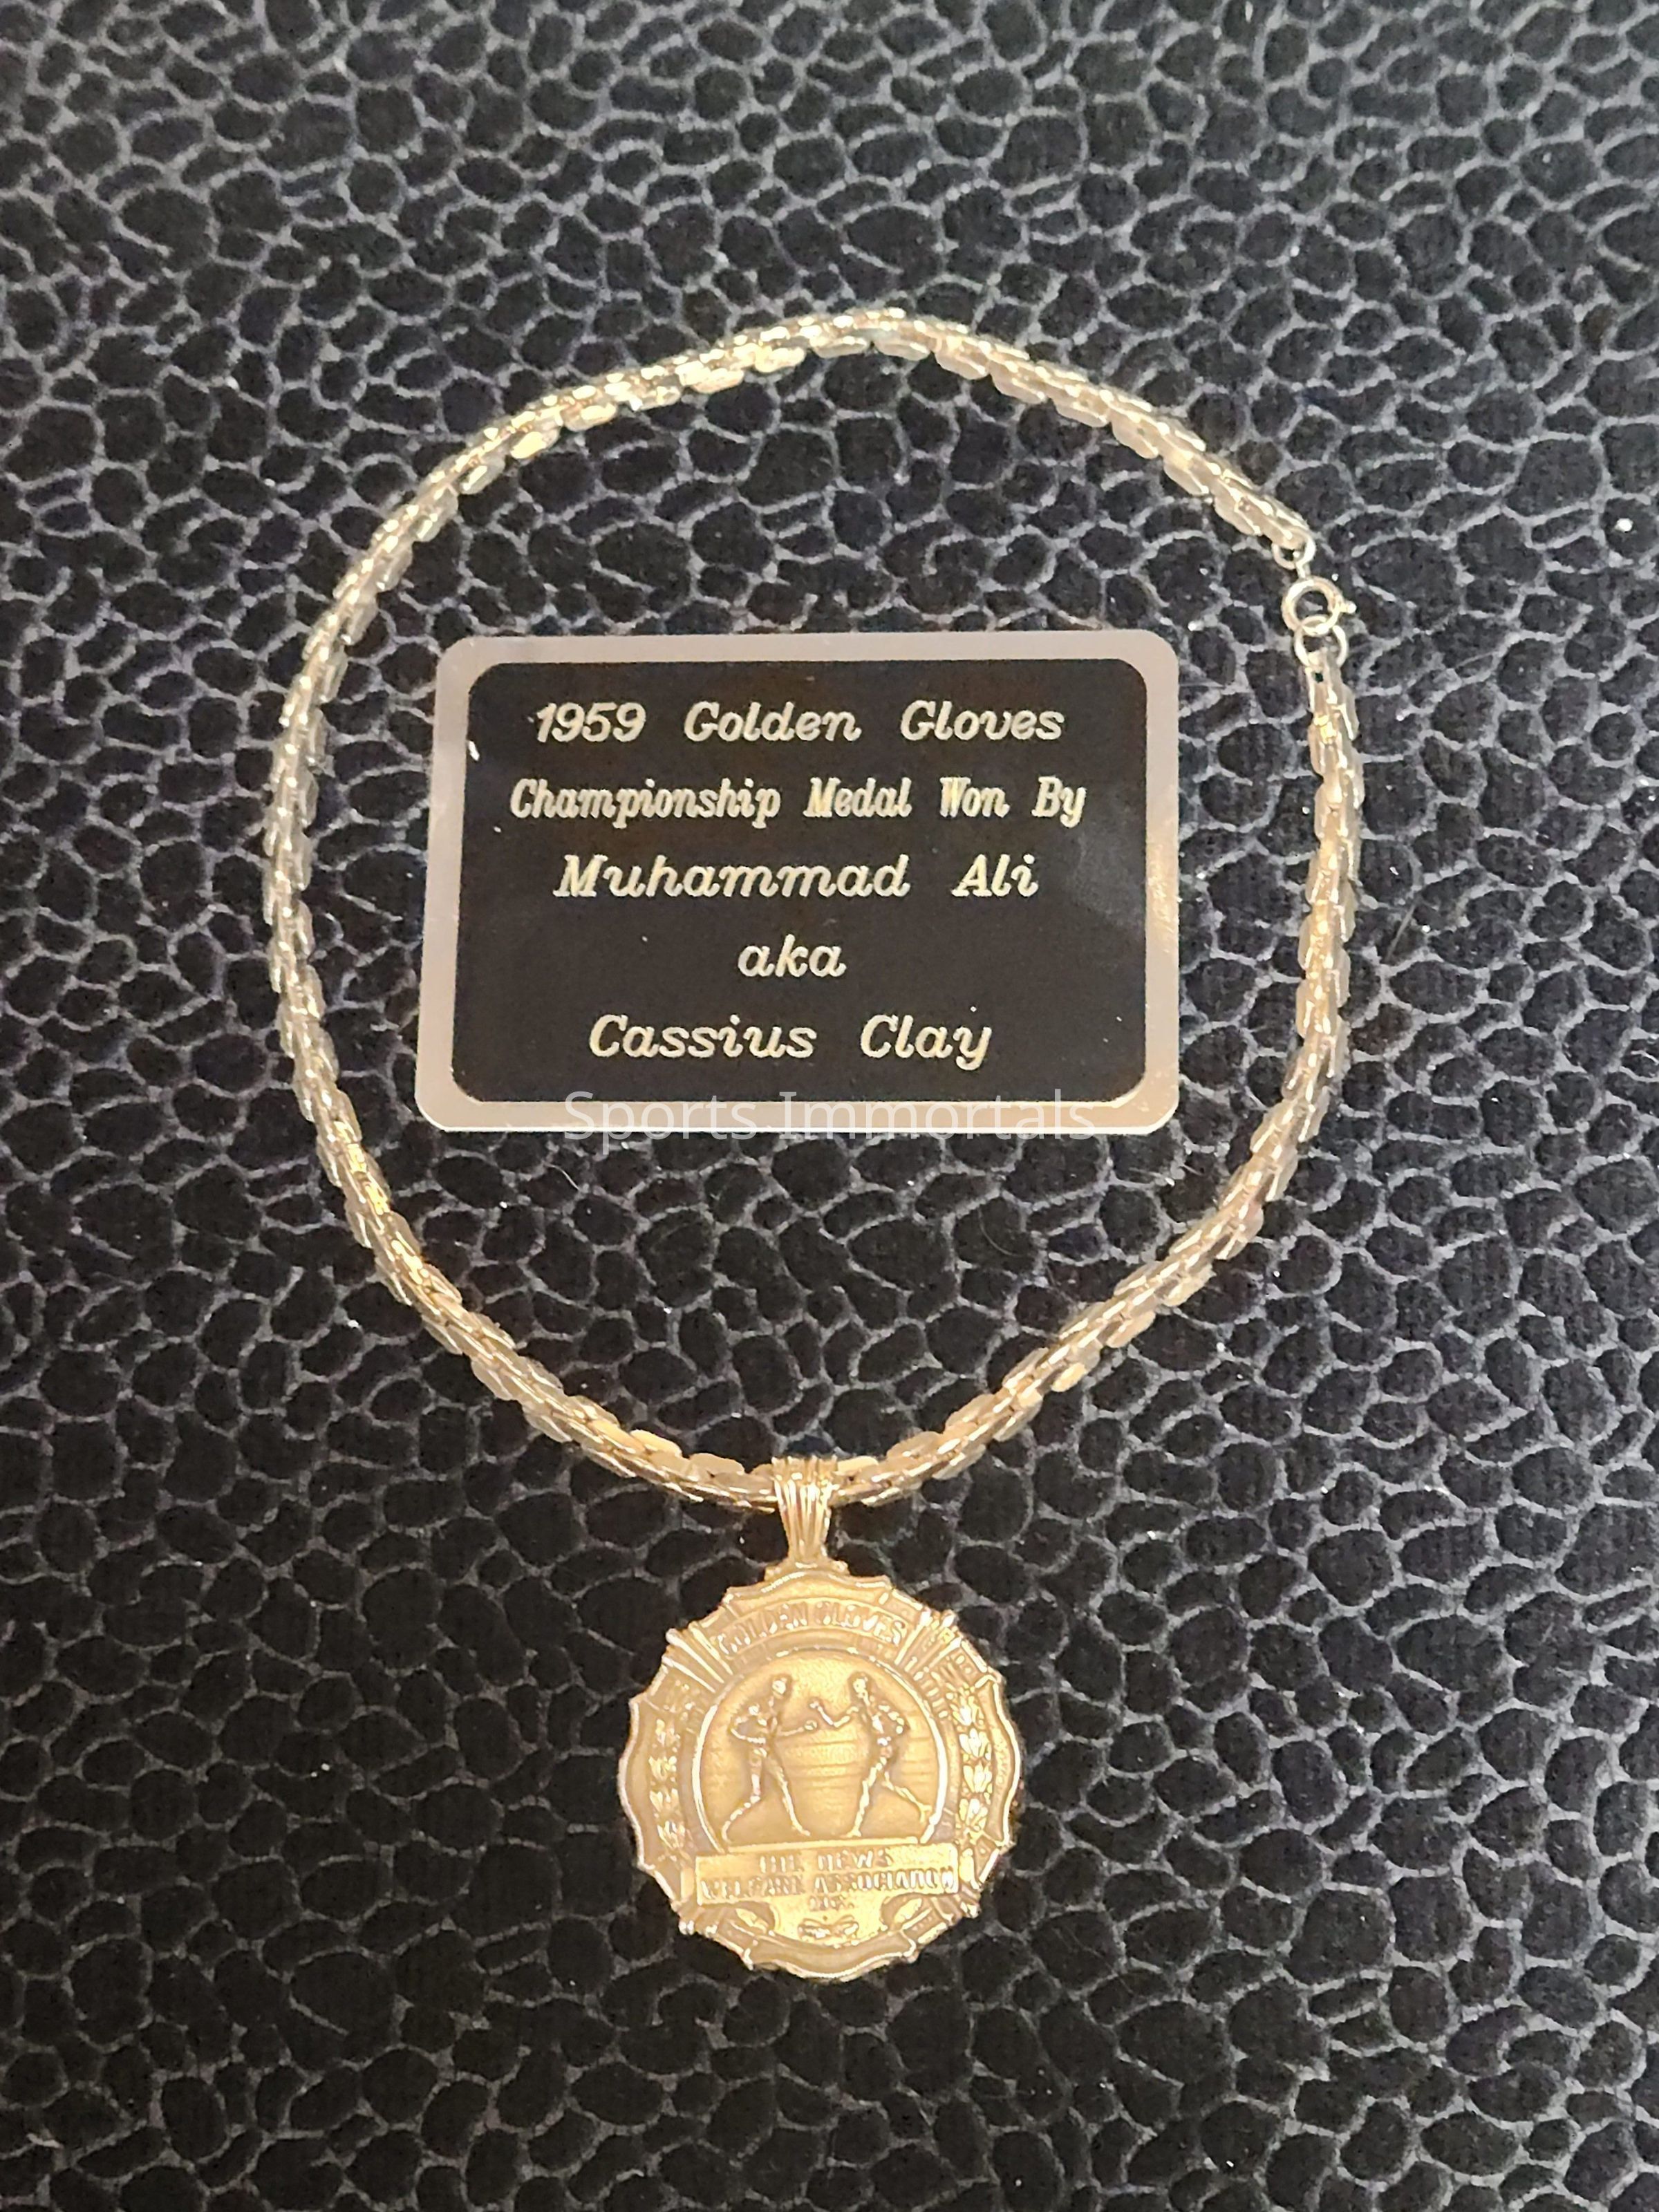 1959 Golden Gloves
Championship Medal Won By
Muhammad Ali
aka
Cassius Clay
Sports Immortals
GOLDEN GLOVES
THE NEWS
WELFARE ASSOCIATION
INC.